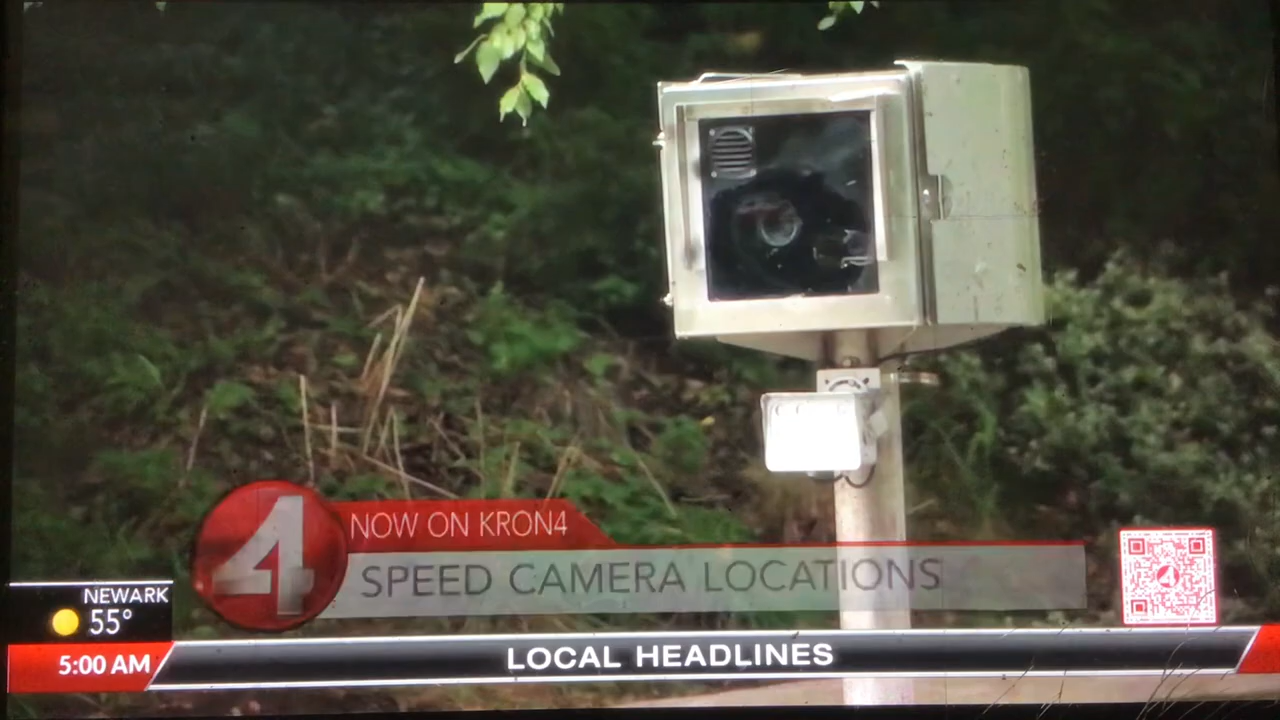 NOW ON KRON4
4
SPEED CAMERA LOCATIONS
NEWARK
55°
5:00 AM
LOCAL HEADLINES